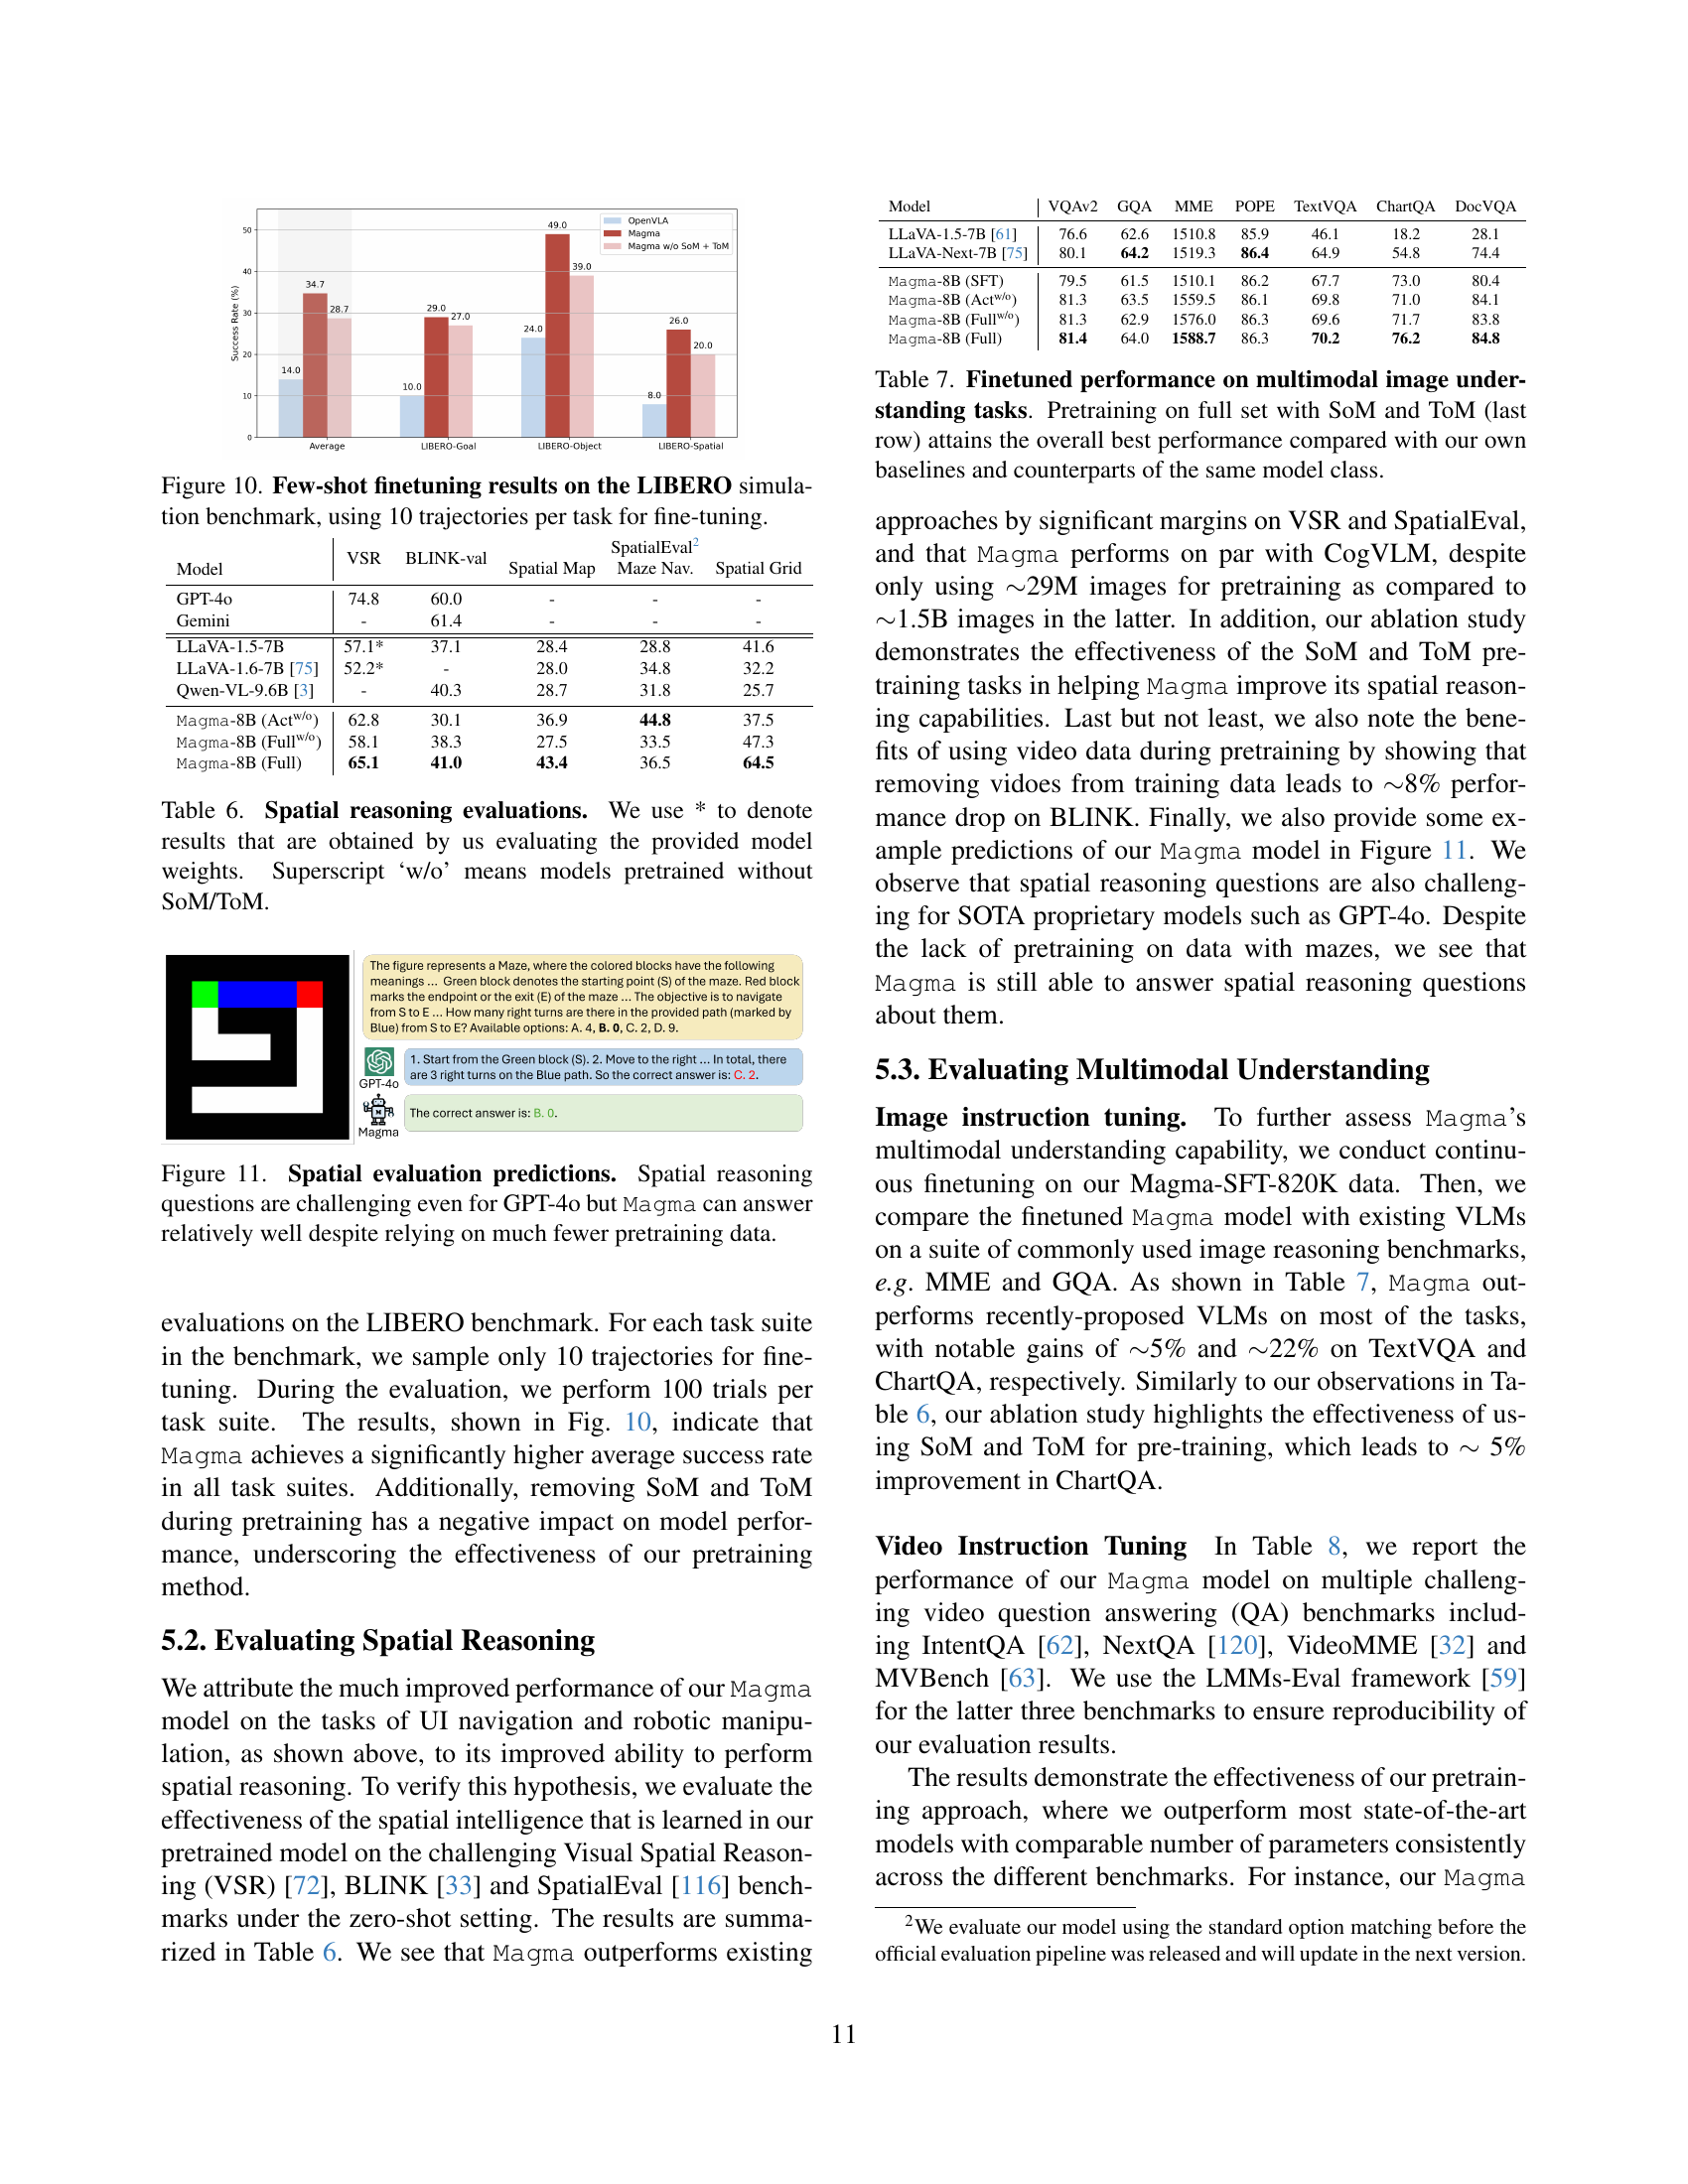 50
40
30
20
10
0
Success Rate (%)
OpenVLA
Magma
Magma w/o SoM + ToM
14.0
34.7
28.7
10.0
29.0
27.0
24.0
49.0
39.0
8.0
26.0
20.0
Average
LIBERO-Goal
LIBERO-Object
LIBERO-Spatial
Figure 10. Few-shot finetuning results on the LIBERO simula-
tion benchmark, using 10 trajectories per task for fine-tuning.
Model VSR BLINK-val SpatialEval2
Spatial Map Maze Nav. Spatial Grid
GPT-4o 74.8 60.0 - - -
Gemini - 61.4 - - -
LLaVA-1.5-7B 57.1* 37.1 28.4 28.8 41.6
LLaVA-1.6-7B [75] 52.2* - 28.0 34.8 32.2
Qwen-VL-9.6B [3] - 40.3 28.7 31.8 25.7
Magma-8B (Actw/o) 62.8 30.1 36.9 44.8 37.5
Magma-8B (Fullw/o) 58.1 38.3 27.5 33.5 47.3
Magma-8B (Full) 65.1 41.0 43.4 36.5 64.5
Table 6. Spatial reasoning evaluations. We use * to denote
results that are obtained by us evaluating the provided model
weights. Superscript ‘w/o’ means models pretrained without
SoM/ToM.
The figure represents a Maze, where the colored blocks have the following
meanings ... Green block denotes the starting point (S) of the maze. Red block
marks the endpoint or the exit (E) of the maze ... The objective is to navigate
from S to E ... How many right turns are there in the provided path (marked by
Blue) from S to E? Available options: A. 4, B. 0, C. 2, D. 9.
GPT-4o
1. Start from the Green block (S). 2. Move to the right ... In total, there
are 3 right turns on the Blue path. So the correct answer is: C. 2.
M
Magma
The correct answer is: B. 0.
Figure 11. Spatial evaluation predictions. Spatial reasoning
questions are challenging even for GPT-4o but Magma can answer
relatively well despite relying on much fewer pretraining data.
evaluations on the LIBERO benchmark. For each task suite
in the benchmark, we sample only 10 trajectories for fine-
tuning. During the evaluation, we perform 100 trials per
task suite. The results, shown in Fig. 10, indicate that
Magma achieves a significantly higher average success rate
in all task suites. Additionally, removing SoM and ToM
during pretraining has a negative impact on model perfor-
mance, underscoring the effectiveness of our pretraining
method.
5.2. Evaluating Spatial Reasoning
We attribute the much improved performance of our Magma
model on the tasks of UI navigation and robotic manipu-
lation, as shown above, to its improved ability to perform
spatial reasoning. To verify this hypothesis, we evaluate the
effectiveness of the spatial intelligence that is learned in our
pretrained model on the challenging Visual Spatial Reason-
ing (VSR) [72], BLINK [33] and SpatialEval [116] bench-
marks under the zero-shot setting. The results are summa-
rized in Table 6. We see that Magma outperforms existing
Model VQAv2 GQA MME POPE TextVQA ChartQA DocVQA
LLaVA-1.5-7B [61] 76.6 62.6 1510.8 85.9 46.1 18.2 28.1
LLaVA-Next-7B [75] 80.1 64.2 1519.3 86.4 64.9 54.8 74.4
Magma-8B (SFT) 79.5 61.5 1510.1 86.2 67.7 73.0 80.4
Magma-8B (Actw/o) 81.3 63.5 1559.5 86.1 69.8 71.0 84.1
Magma-8B (Fullw/o) 81.3 62.9 1576.0 86.3 69.6 71.7 83.8
Magma-8B (Full) 81.4 64.0 1588.7 86.3 70.2 76.2 84.8
Table 7. Finetuned performance on multimodal image under-
standing tasks. Pretraining on full set with SoM and ToM (last
row) attains the overall best performance compared with our own
baselines and counterparts of the same model class.
approaches by significant margins on VSR and SpatialEval,
and that Magma performs on par with CogVLM, despite
only using ∼29M images for pretraining as compared to
∼1.5B images in the latter. In addition, our ablation study
demonstrates the effectiveness of the SoM and ToM pre-
training tasks in helping Magma improve its spatial reason-
ing capabilities. Last but not least, we also note the bene-
fits of using video data during pretraining by showing that
removing vidoes from training data leads to ∼8% perfor-
mance drop on BLINK. Finally, we also provide some ex-
ample predictions of our Magma model in Figure 11. We
observe that spatial reasoning questions are also challeng-
ing for SOTA proprietary models such as GPT-4o. Despite
the lack of pretraining on data with mazes, we see that
Magma is still able to answer spatial reasoning questions
about them.
5.3. Evaluating Multimodal Understanding
Image instruction tuning. To further assess Magma’s
multimodal understanding capability, we conduct continu-
ous finetuning on our Magma-SFT-820K data. Then, we
compare the finetuned Magma model with existing VLMs
on a suite of commonly used image reasoning benchmarks,
e.g. MME and GQA. As shown in Table 7, Magma out-
performs recently-proposed VLMs on most of the tasks,
with notable gains of ∼5% and ∼22% on TextVQA and
ChartQA, respectively. Similarly to our observations in Ta-
ble 6, our ablation study highlights the effectiveness of us-
ing SoM and ToM for pre-training, which leads to ∼ 5%
improvement in ChartQA.
Video Instruction Tuning In Table 8, we report the
performance of our Magma model on multiple challeng-
ing video question answering (QA) benchmarks includ-
ing IntentQA [62], NextQA [120], VideoMME [32] and
MVBench [63]. We use the LMMs-Eval framework [59]
for the latter three benchmarks to ensure reproducibility of
our evaluation results.
The results demonstrate the effectiveness of our pretrain-
ing approach, where we outperform most state-of-the-art
models with comparable number of parameters consistently
across the different benchmarks. For instance, our Magma
2We evaluate our model using the standard option matching before the
official evaluation pipeline was released and will update in the next version.
11